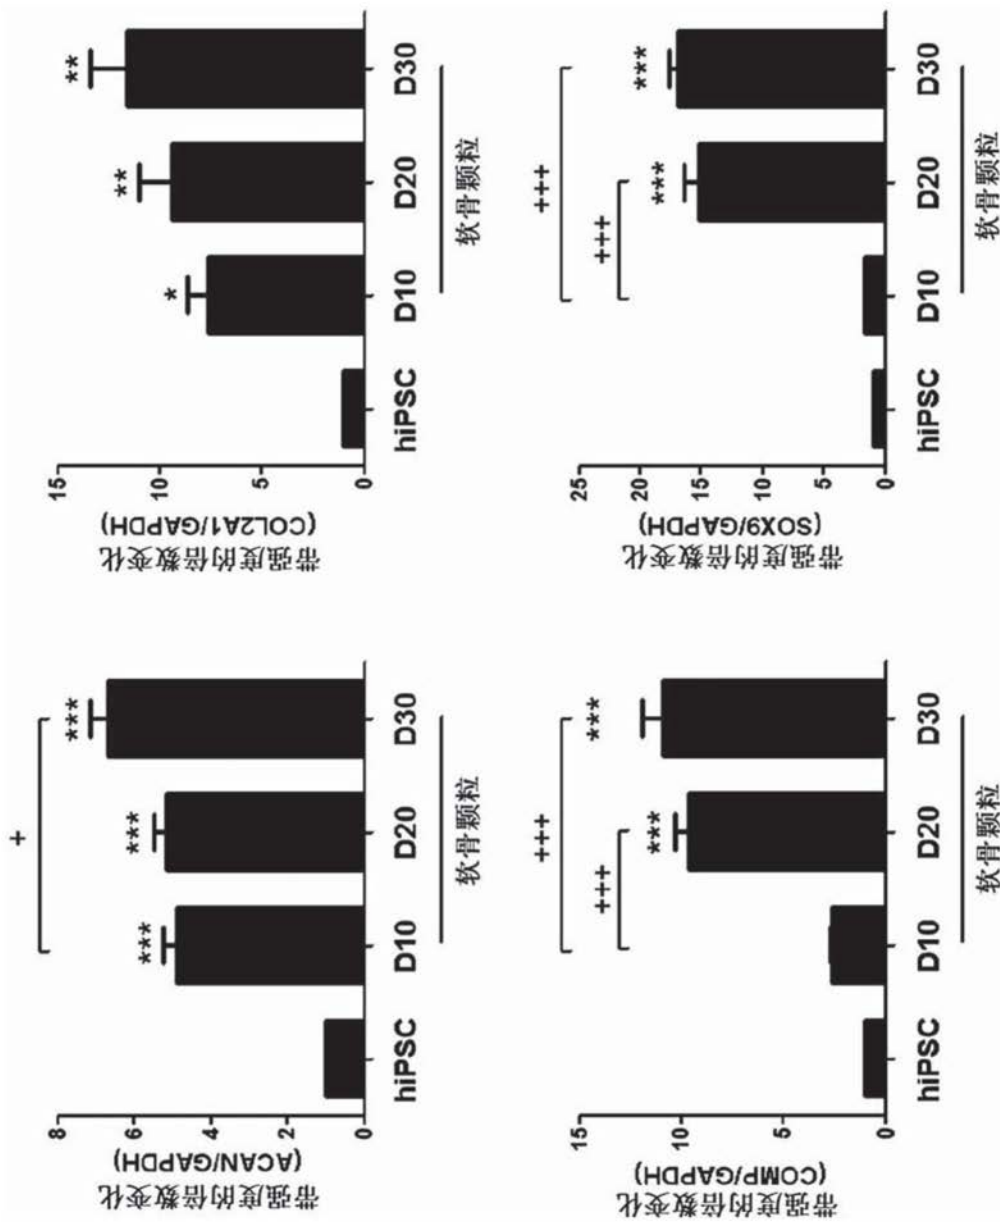 带强度的倍数变化
(ACAN/GAPDH)
8
6
4
2
0
+
***
***
***
hiPSC
D10
D20
D30
软骨颗粒
带强度的倍数变化
(COL2A1/GAPDH)
15
10
5
0
*
**
**
hiPSC
D10
D20
D30
软骨颗粒
带强度的倍数变化
(COMP/GAPDH)
15
10
5
0
+++
+++
***
***
hiPSC
D10
D20
D30
软骨颗粒
带强度的倍数变化
(SOX9/GAPDH)
25
20
15
10
5
0
+++
+++
***
***
hiPSC
D10
D20
D30
软骨颗粒